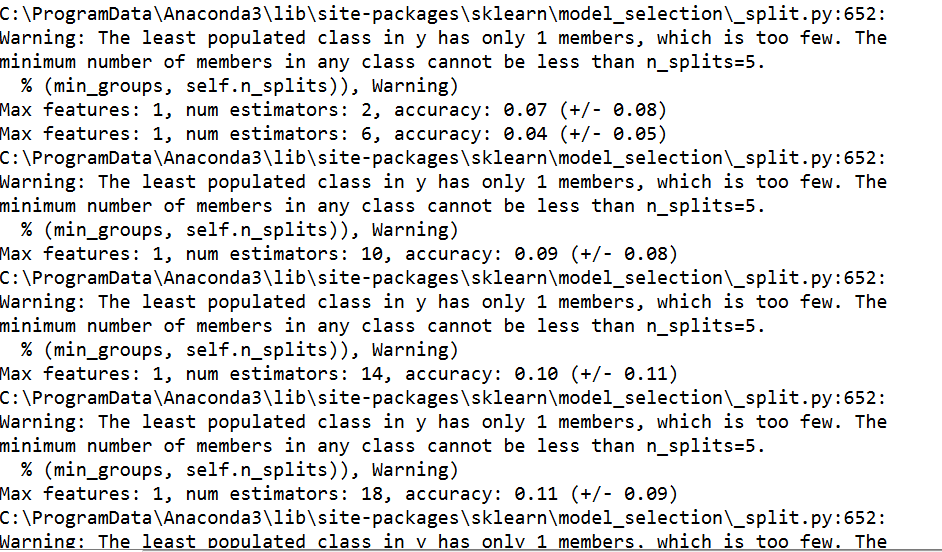 C:\ProgramData\Anaconda3\lib\site-packages\sklearn\model_selection\_split.py:652:
Warning: The least populated class in y has only 1 members, which is too few. The
minimum number of members in any class cannot be less than n_splits=5.
  % (min_groups, self.n_splits)), Warning)
Max features: 1, num estimators: 2, accuracy: 0.07 (+/- 0.08)
Max features: 1, num estimators: 6, accuracy: 0.04 (+/- 0.05)
C:\ProgramData\Anaconda3\lib\site-packages\sklearn\model_selection\_split.py:652:
Warning: The least populated class in y has only 1 members, which is too few. The
minimum number of members in any class cannot be less than n_splits=5.
  % (min_groups, self.n_splits)), Warning)
Max features: 1, num estimators: 10, accuracy: 0.09 (+/- 0.08)
C:\ProgramData\Anaconda3\lib\site-packages\sklearn\model_selection\_split.py:652:
Warning: The least populated class in y has only 1 members, which is too few. The
minimum number of members in any class cannot be less than n_splits=5.
  % (min_groups, self.n_splits)), Warning)
Max features: 1, num estimators: 14, accuracy: 0.10 (+/- 0.11)
C:\ProgramData\Anaconda3\lib\site-packages\sklearn\model_selection\_split.py:652:
Warning: The least populated class in y has only 1 members, which is too few. The
minimum number of members in any class cannot be less than n_splits=5.
  % (min_groups, self.n_splits)), Warning)
Max features: 1, num estimators: 18, accuracy: 0.11 (+/- 0.09)
C:\ProgramData\Anaconda3\lib\site-packages\sklearn\model_selection\_split.py:652:
Warning: The least populated class in y has only 1 members, which is too few. The